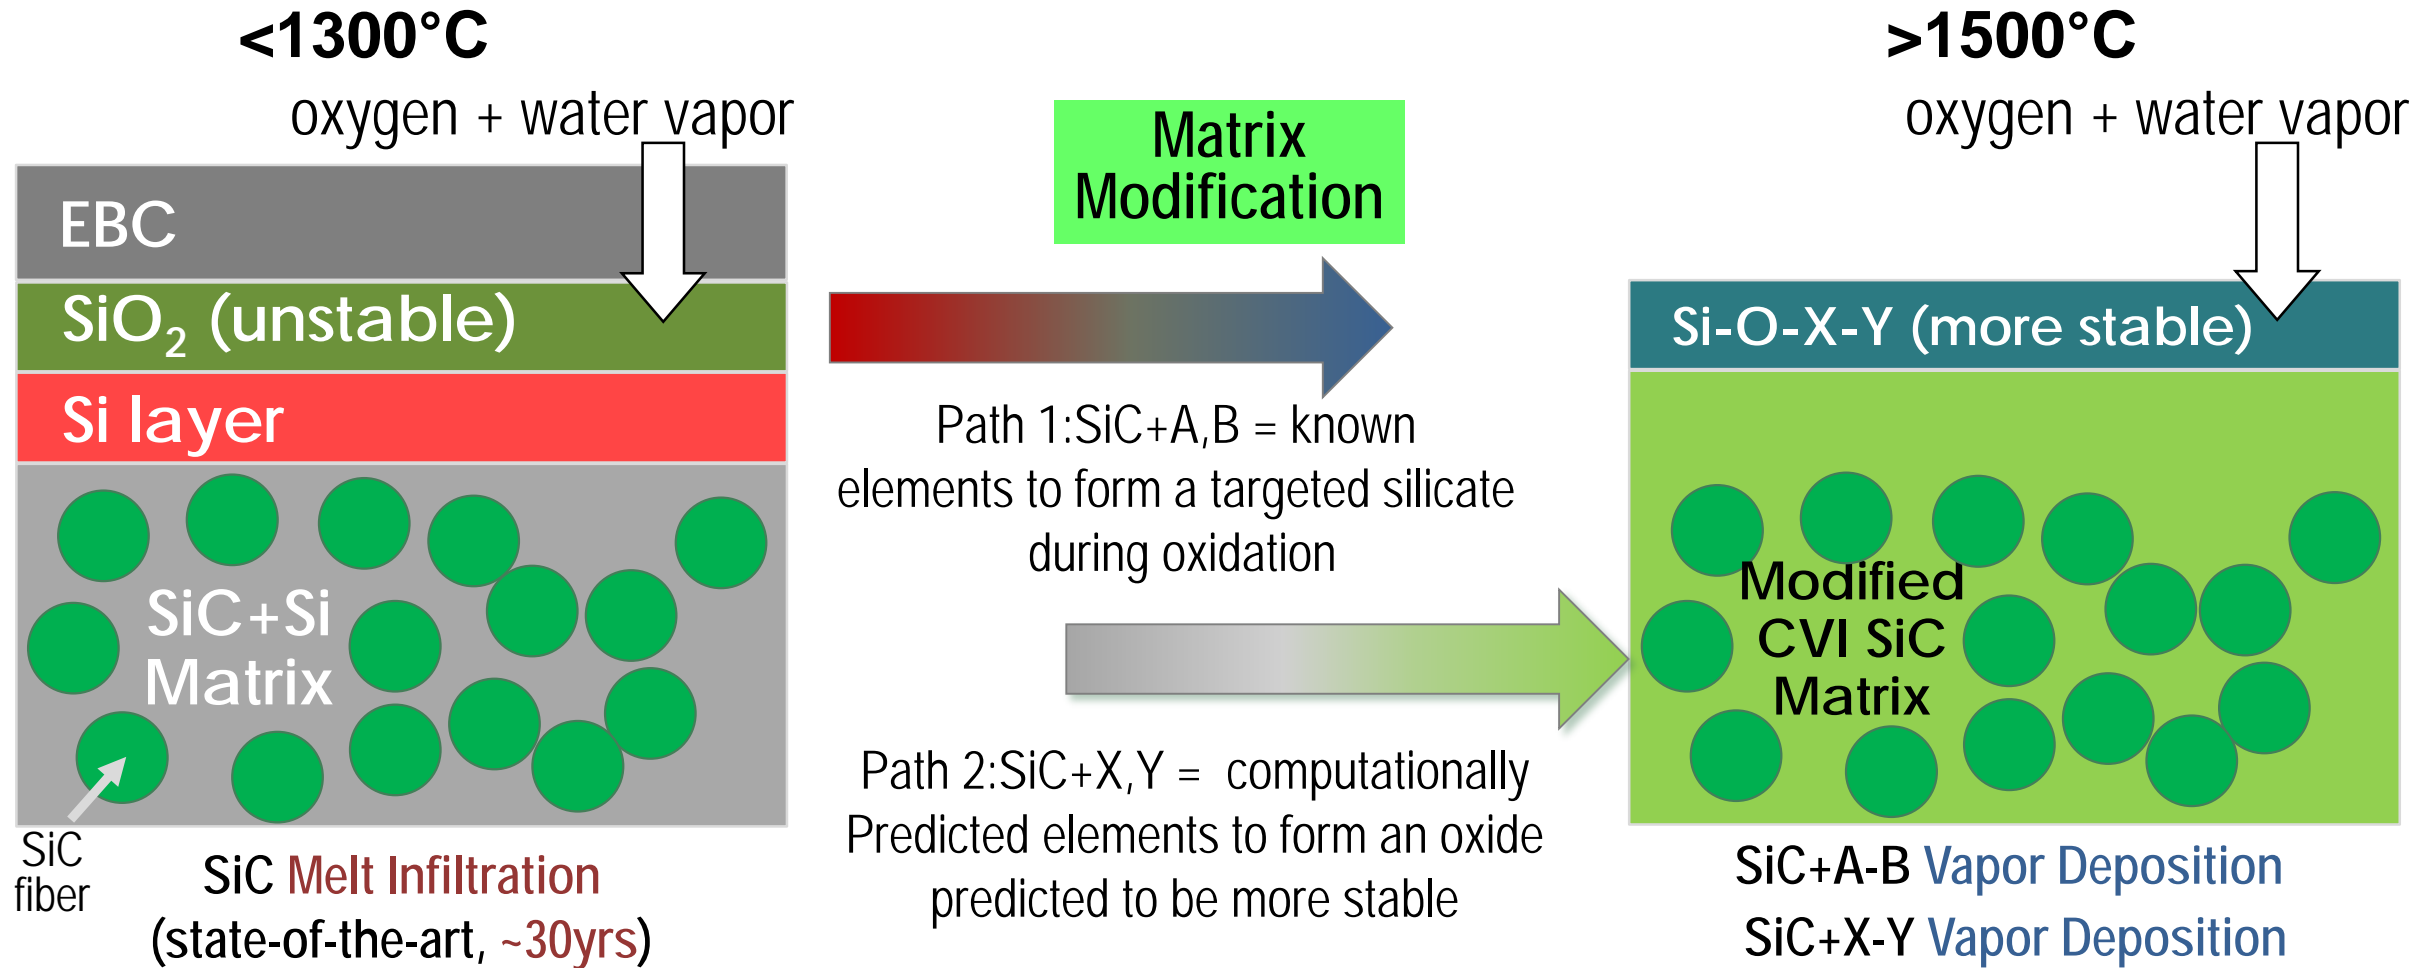 <1300°C
oxygen + water vapor
EBC
SiO₂ (unstable)
Si layer
SiC+Si
Matrix
SiC
fiber
SiC Melt Infiltration
(state-of-the-art, ~30yrs)
Matrix
Modification
Path 1:SiC+A,B = known
elements to form a targeted silicate
during oxidation
Path 2:SiC+X,Y = computationally
Predicted elements to form an oxide
predicted to be more stable
>1500°C
oxygen + water vapor
Si-O-X-Y (more stable)
Modified
CVI SiC
Matrix
SiC+A-B Vapor Deposition
SiC+X-Y Vapor Deposition